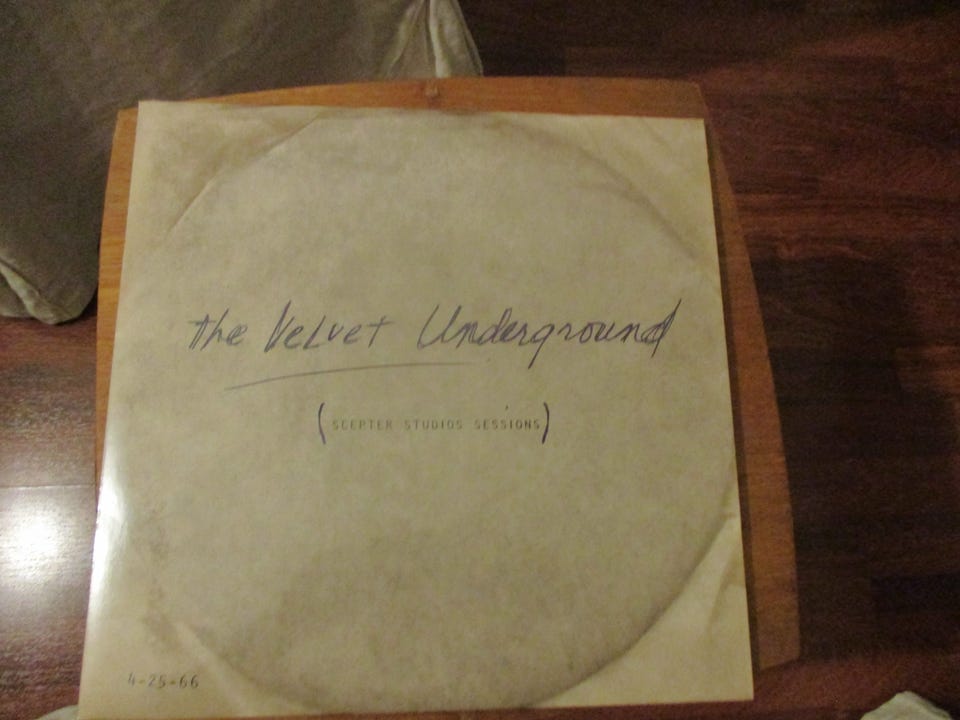 The Velvet Underground
(SCEPTER STUDIOS SESSIONS)
4-25-66